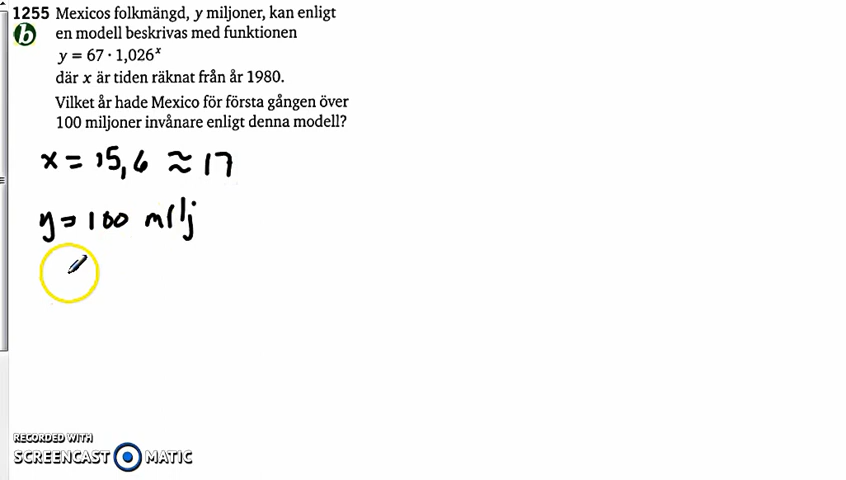 1255 Mexicos folkmängd, y miljoner, kan enligt
b en modell beskrivas med funktionen
y = 67 · 1,026ˣ
där x är tiden räknat från år 1980.
Vilket år hade Mexico för första gången över
100 miljoner invånare enligt denna modell?
x = 15,6 ≈ 17
y = 100 milj
RECORDED WITH
SCREENCAST MATIC